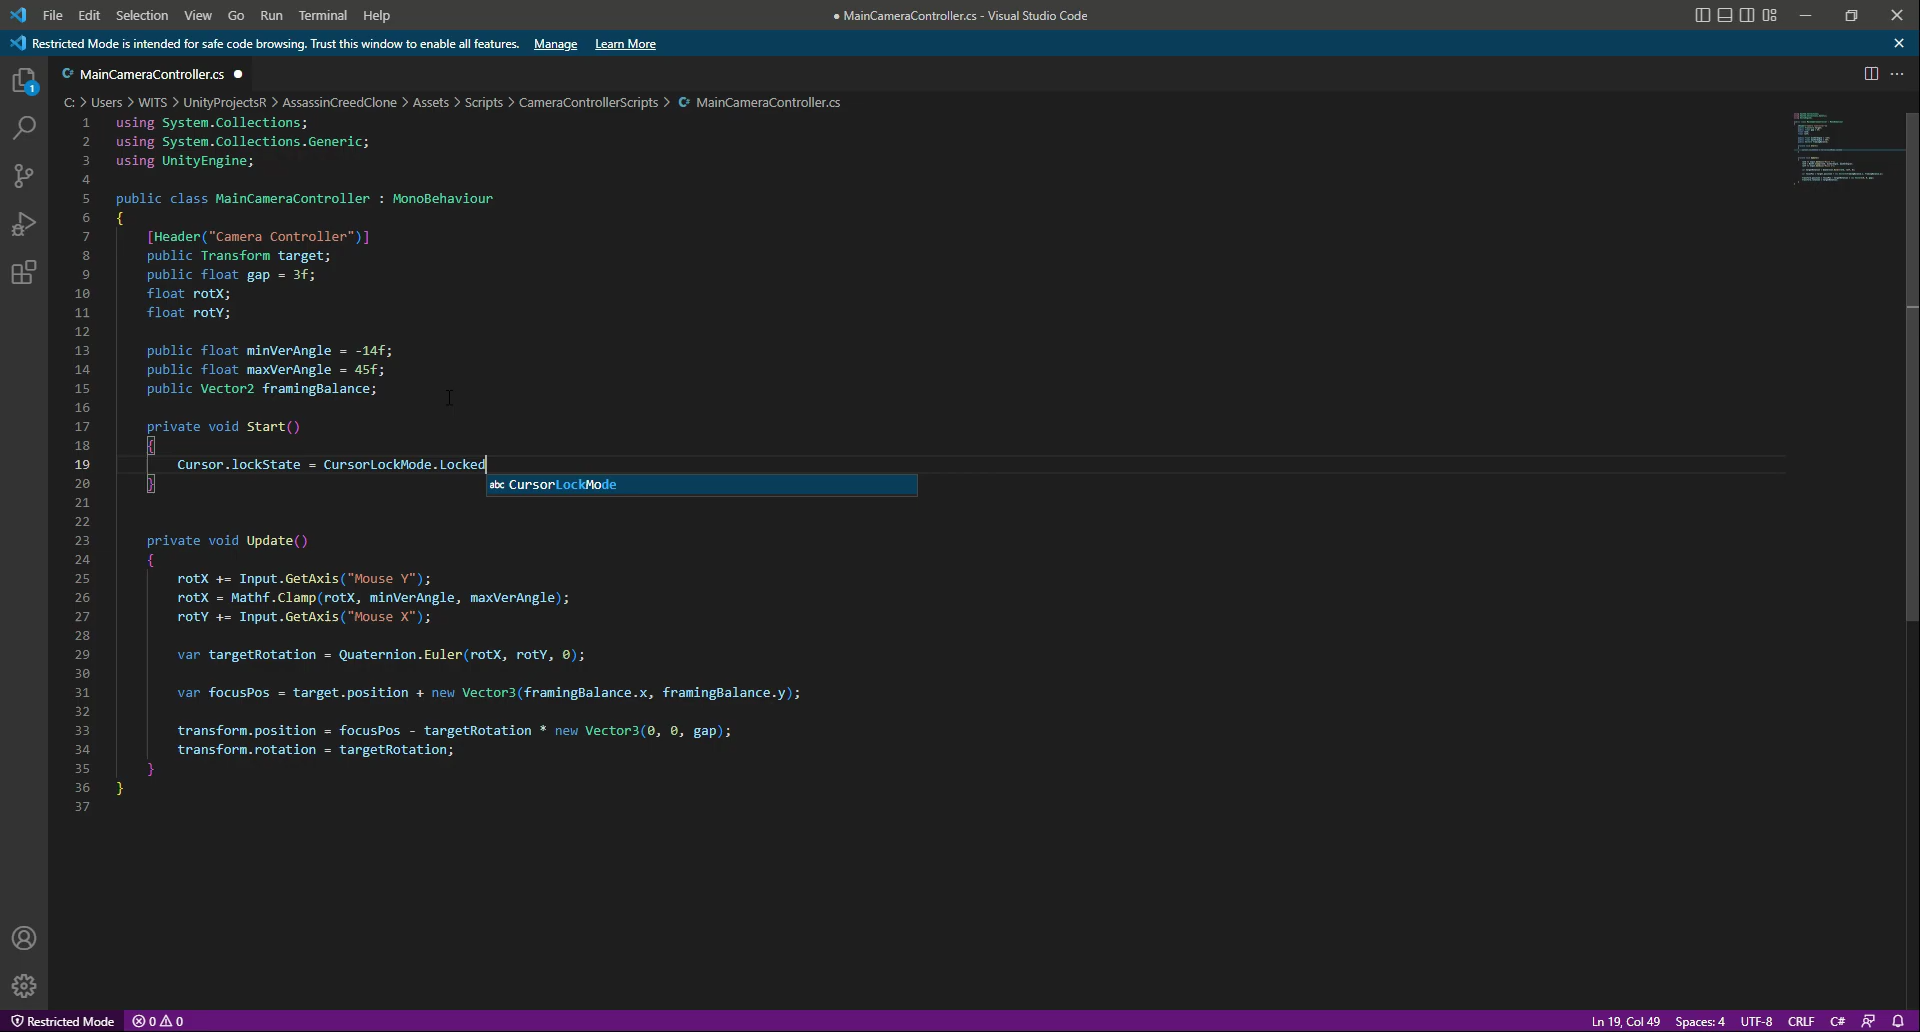 File Edit Selection View Go Run Terminal Help
● MainCameraController.cs - Visual Studio Code
Restricted Mode is intended for safe code browsing. Trust this window to enable all features. Manage Learn More
MainCameraController.cs ●
C: > Users > WITS > UnityProjectsR > AssassinCreedClone > Assets > Scripts > CameraControllerScripts > MainCameraController.cs
1 using System.Collections;
2 using System.Collections.Generic;
3 using UnityEngine;
4
5 public class MainCameraController : MonoBehaviour
6 {
7 [Header("Camera Controller")]
8 public Transform target;
9 public float gap = 3f;
10 float rotX;
11 float rotY;
12
13 public float minVerAngle = -14f;
14 public float maxVerAngle = 45f;
15 public Vector2 framingBalance;
16
17 private void Start()
18 {
19 Cursor.lockState = CursorLockMode.Locked
abc CursorLockMode
20 }
21
22
23 private void Update()
24 {
25 rotX += Input.GetAxis("Mouse Y");
26 rotX = Mathf.Clamp(rotX, minVerAngle, maxVerAngle);
27 rotY += Input.GetAxis("Mouse X");
28
29 var targetRotation = Quaternion.Euler(rotX, rotY, 0);
30
31 var focusPos = target.position + new Vector3(framingBalance.x, framingBalance.y);
32
33 transform.position = focusPos - targetRotation * new Vector3(0, 0, gap);
34 transform.rotation = targetRotation;
35 }
36 }
37
1
Restricted Mode 0 0
Ln 19, Col 49 Spaces: 4 UTF-8 CRLF C#